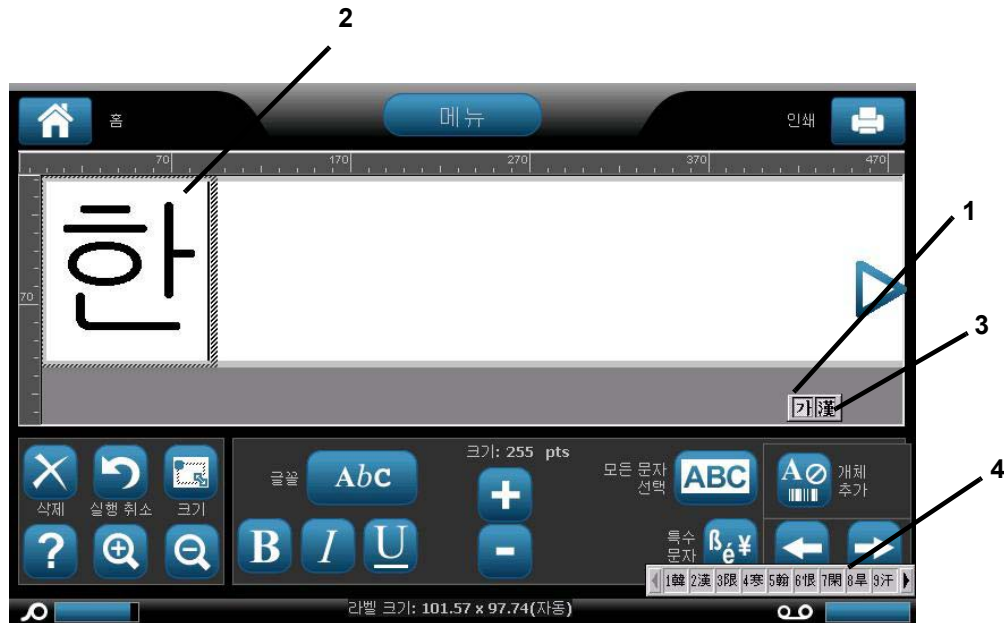 2
홈
메뉴
인쇄
70 170 270 370 470
한
1
70
3
가 漢
크기: 255 pts
글꼴
AbC
모든 문자
선택
ABC
A
개체
추가
4
삭제
실행 취소
크기
?
B I U
특수
문자
ßé¥
1韓 2漢 3限 4寒 5翰 6恨 7閑 8旱 9汗
라벨 크기: 101.57 x 97.74(자동)